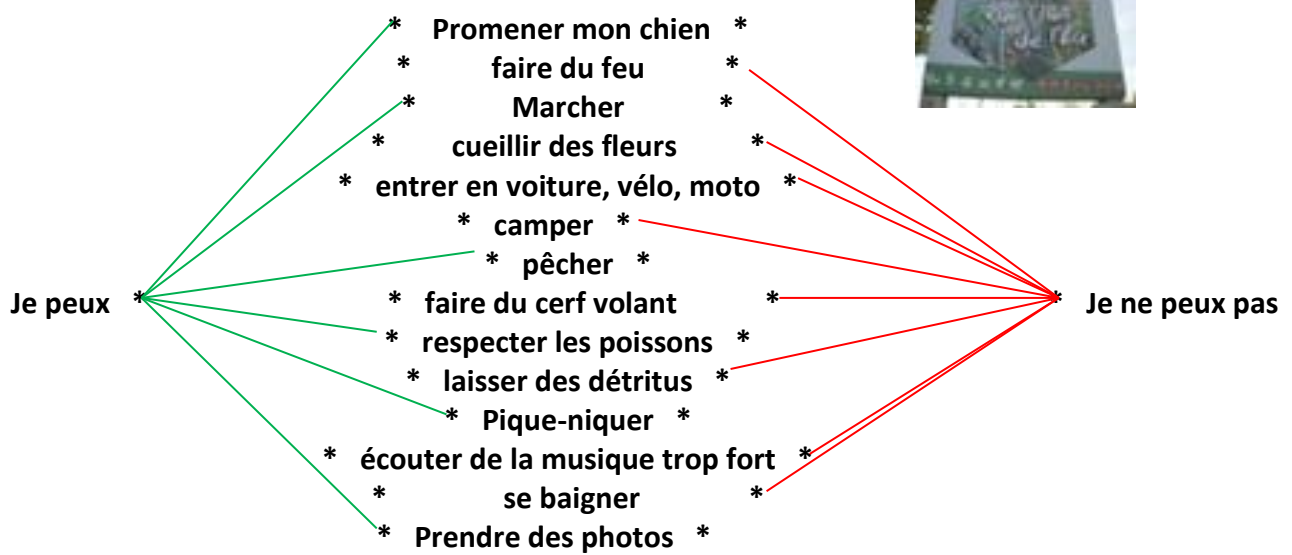 * Promener mon chien *
* faire du feu *
* Marcher *
* cueillir des fleurs *
* entrer en voiture, vélo, moto *
* camper *
* pêcher *
Je peux * * faire du cerf volant * * Je ne peux pas
* respecter les poissons *
* laisser des détritus *
* Pique-niquer *
* écouter de la musique trop fort *
* se baigner *
* Prendre des photos *